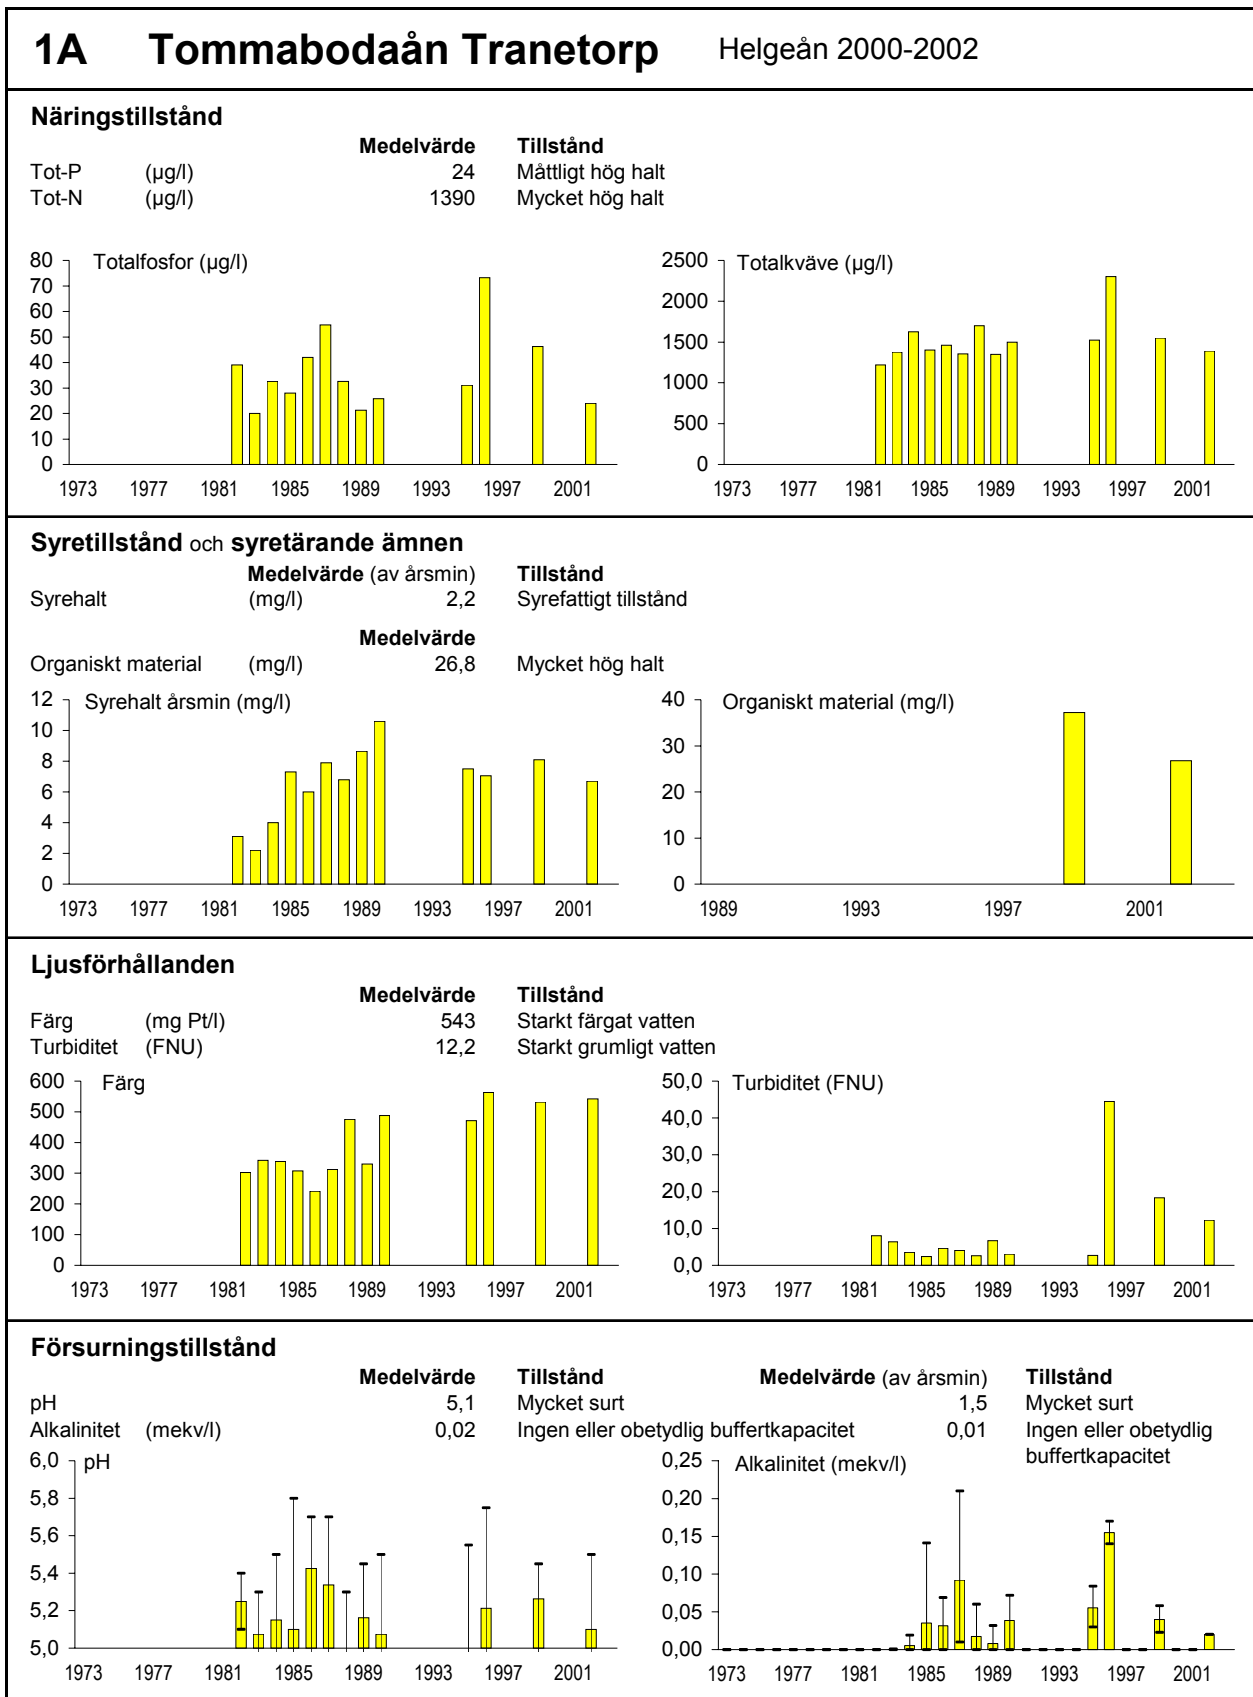 1A Tommabodaån Tranetorp Helgeån 2000-2002
Näringstillstånd
Medelvärde Tillstånd
Tot-P (µg/l) 24 Måttligt hög halt
Tot-N (µg/l) 1390 Mycket hög halt
Totalfosfor (µg/l)
80
70
60
50
40
30
20
10
0
1973 1977 1981 1985 1989 1993 1997 2001
Totalkväve (µg/l)
2500
2000
1500
1000
500
0
1973 1977 1981 1985 1989 1993 1997 2001
Syretillstånd och syretärande ämnen
Medelvärde (av årsmin) Tillstånd
Syrehalt (mg/l) 2,2 Syrefattigt tillstånd
Medelvärde
Organiskt material (mg/l) 26,8 Mycket hög halt
Syrehalt årsmin (mg/l)
12
10
8
6
4
2
0
1973 1977 1981 1985 1989 1993 1997 2001
Organiskt material (mg/l)
40
30
20
10
0
1989 1993 1997 2001
Ljusförhållanden
Medelvärde Tillstånd
Färg (mg Pt/l) 543 Starkt färgat vatten
Turbiditet (FNU) 12,2 Starkt grumligt vatten
Färg
600
500
400
300
200
100
0
1973 1977 1981 1985 1989 1993 1997 2001
Turbiditet (FNU)
50,0
40,0
30,0
20,0
10,0
0,0
1973 1977 1981 1985 1989 1993 1997 2001
Försurningstillstånd
Medelvärde Tillstånd Medelvärde (av årsmin) Tillstånd
pH 5,1 Mycket surt 1,5 Mycket surt
Alkalinitet (mekv/l) 0,02 Ingen eller obetydlig buffertkapacitet 0,01 Ingen eller obetydlig
buffertkapacitet
pH
6,0
5,8
5,6
5,4
5,2
5,0
1973 1977 1981 1985 1989 1993 1997 2001
Alkalinitet (mekv/l)
0,25
0,20
0,15
0,10
0,05
0,00
1973 1977 1981 1985 1989 1993 1997 2001